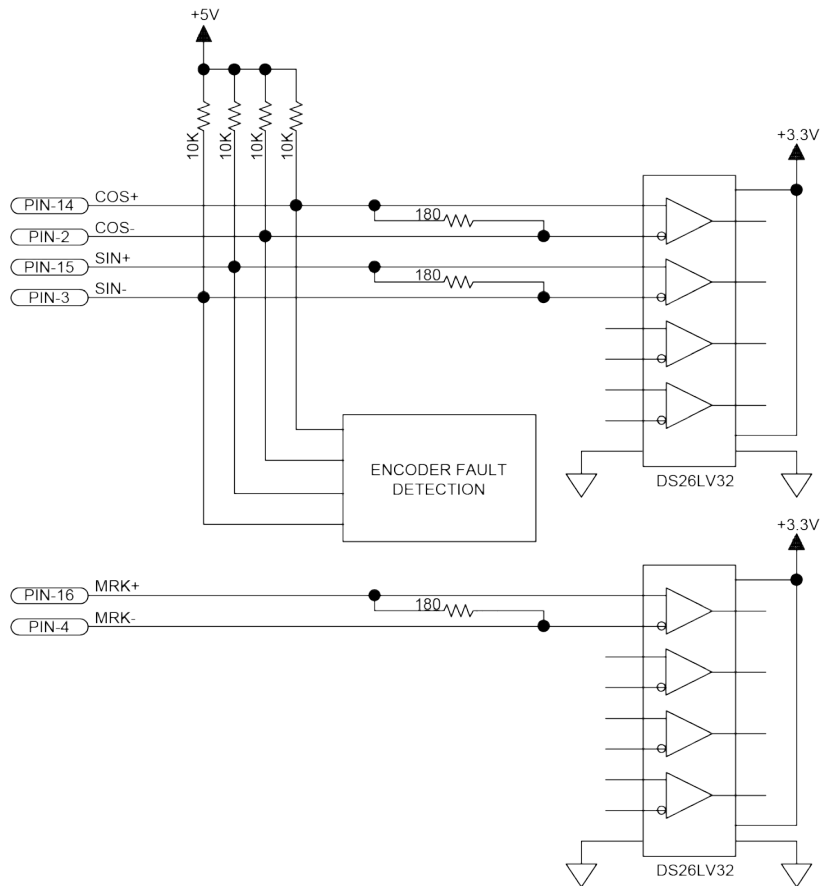 +5V
10K
10K
10K
10K
+3.3V
PIN-14
COS+
180
PIN-2
COS-
PIN-15
SIN+
180
PIN-3
SIN-
ENCODER FAULT
DETECTION
DS26LV32
+3.3V
PIN-16
MRK+
180
PIN-4
MRK-
DS26LV32